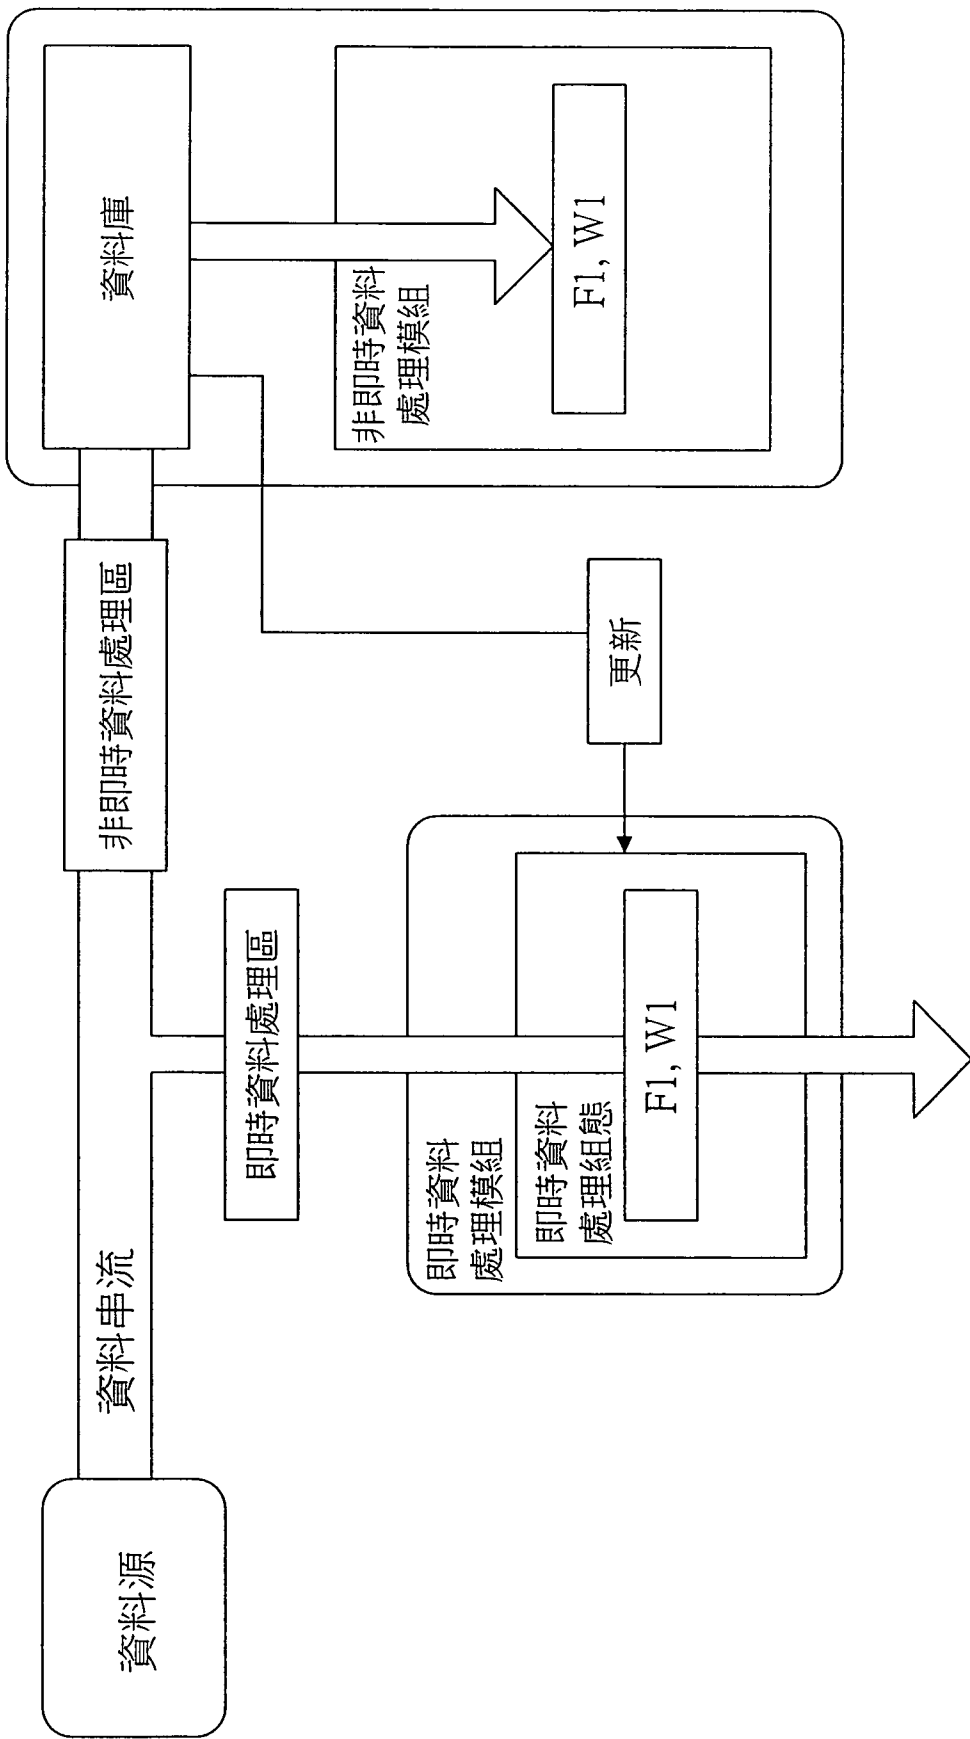 資料源
資料串流
非即時資料處理區
資料庫
即時資料處理區
非即時資料
處理模組
F1, W1
即時資料
處理模組
即時資料
處理組態
F1, W1
更新